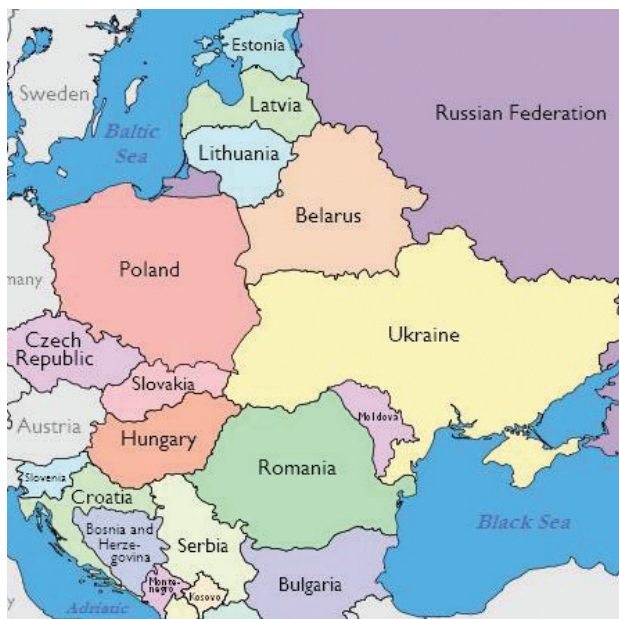 Estonia
Sweden
Latvia
Russian Federation
Baltic
Sea
Lithuania
Belarus
Poland
many
Ukraine
Czech
Republic
Slovakia
Moldova
Austria
Hungary
Romania
Slovenia
Croatia
Bosnia and
Herze-
govina
Serbia
Black Sea
Monte-
negro
Kosovo
Bulgaria
Adriatic
y